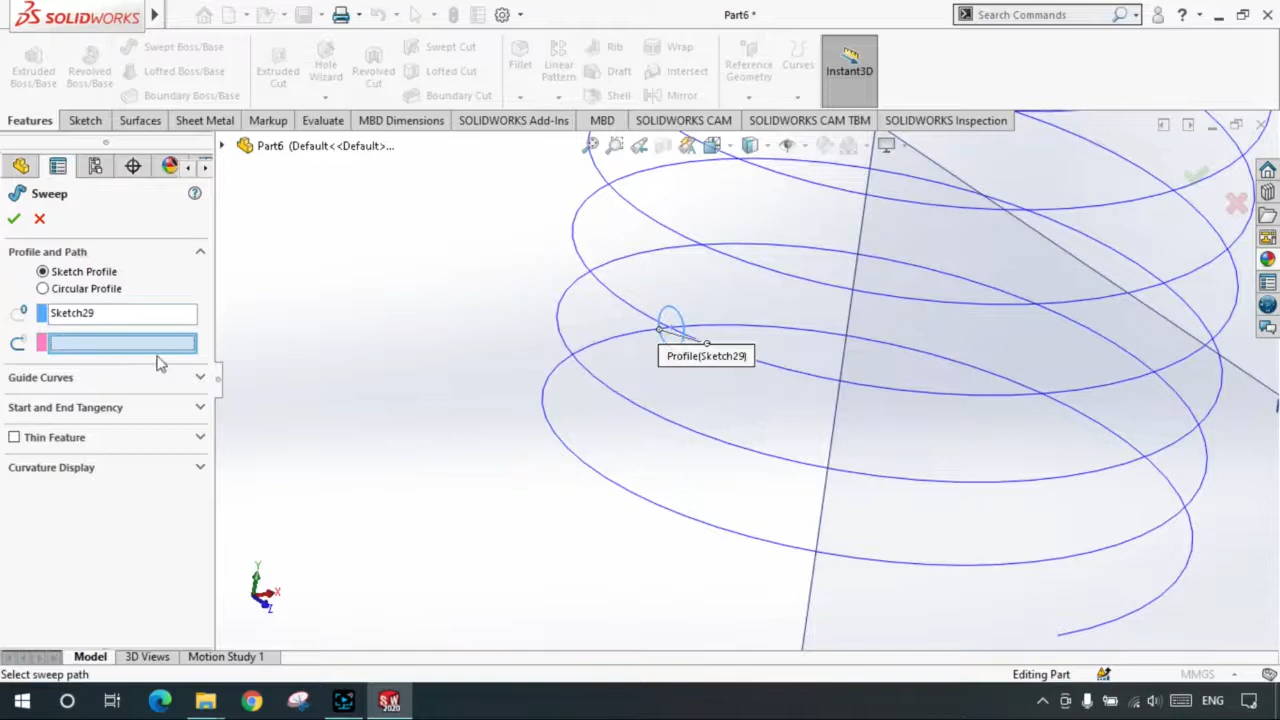 SOLIDWORKS
Part6 *
Search Commands
Extruded Boss/Base
Revolved Boss/Base
Swept Boss/Base
Lofted Boss/Base
Boundary Boss/Base
Extruded Cut
Hole Wizard
Revolved Cut
Swept Cut
Lofted Cut
Boundary Cut
Fillet
Linear Pattern
Rib
Draft
Shell
Wrap
Intersect
Mirror
Reference Geometry
Curves
Instant3D
Features
Sketch
Surfaces
Sheet Metal
Markup
Evaluate
MBD Dimensions
SOLIDWORKS Add-Ins
MBD
SOLIDWORKS CAM
SOLIDWORKS CAM TBM
SOLIDWORKS Inspection
Part6 (Default<<Default>...
Sweep
Profile and Path
Sketch Profile
Circular Profile
Sketch29
Guide Curves
Start and End Tangency
Thin Feature
Curvature Display
Profile(Sketch29)
Y
X
Z
Model
3D Views
Motion Study 1
Select sweep path
Editing Part
MMGS
SW
2020
ENG